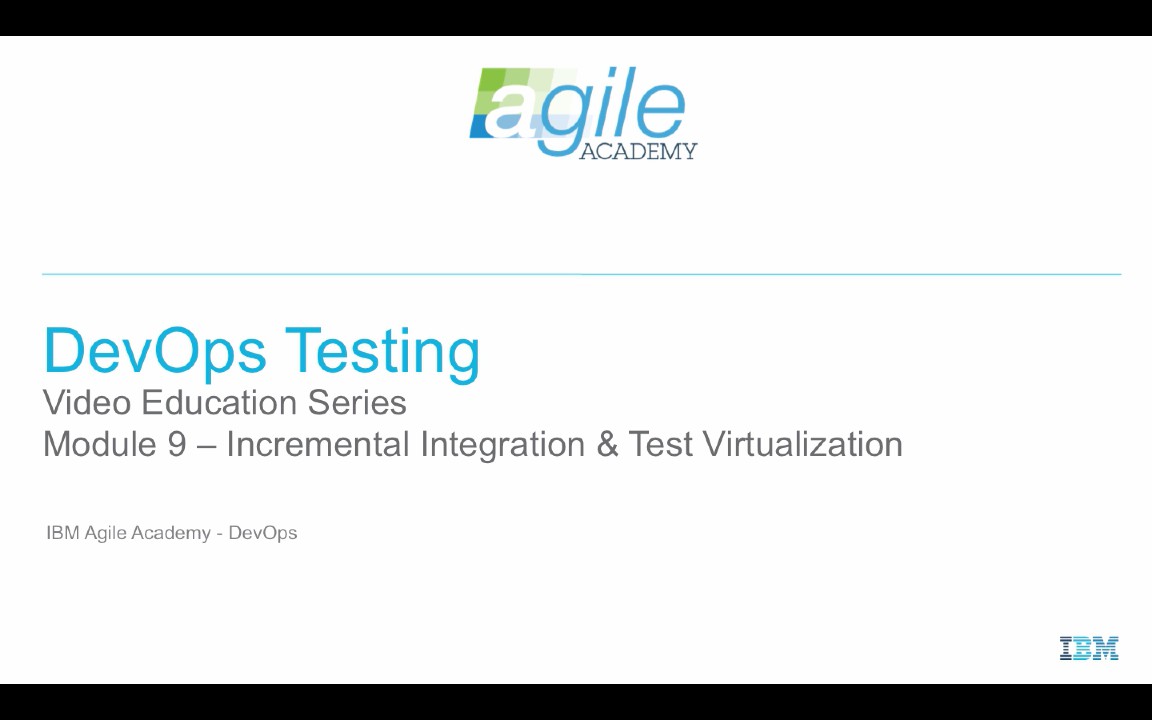 agile
ACADEMY
DevOps Testing
Video Education Series
Module 9 – Incremental Integration & Test Virtualization
IBM Agile Academy - DevOps
IBM